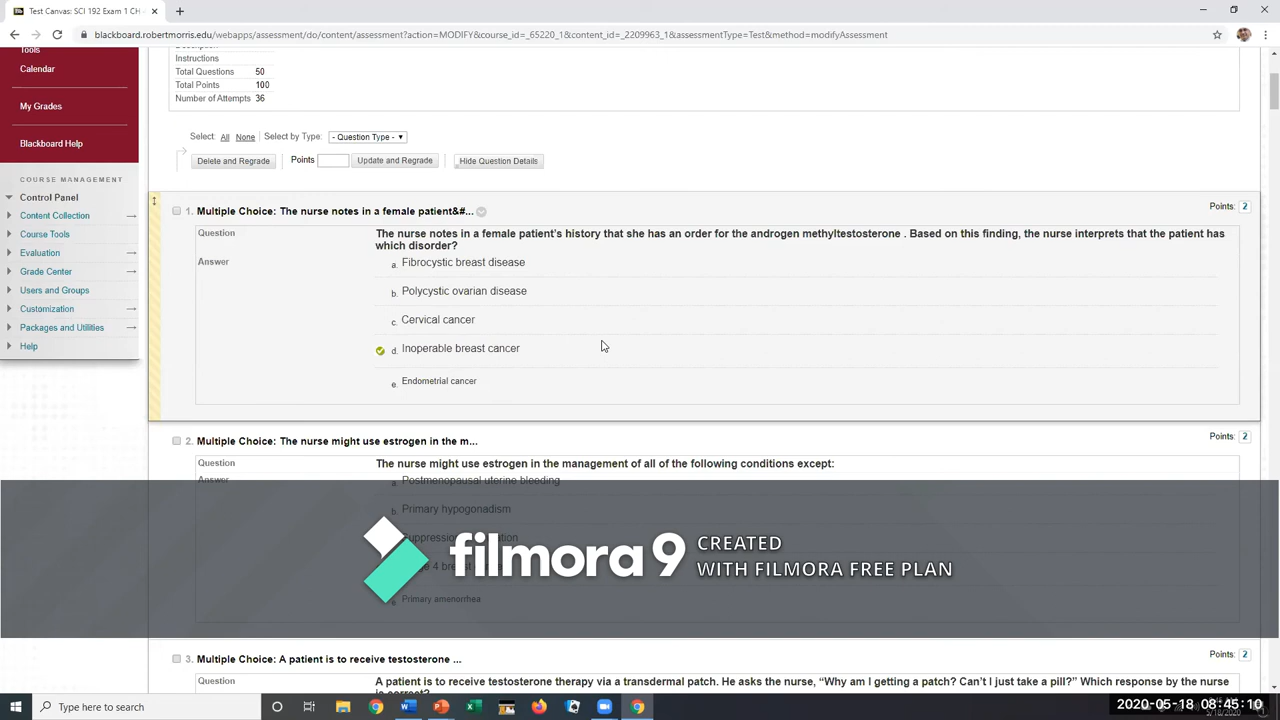 Test Canvas: SCI 192 Exam 1 CH
blackboard.robertmorris.edu/webapps/assessment/do/content/assessment?action=MODIFY&course_id=_65220_1&content_id=_2209963_1&assessmentType=Test&method=modifyAssessment
Tools
Calendar
My Grades
Blackboard Help
COURSE MANAGEMENT
Control Panel
Content Collection
Course Tools
Evaluation
Grade Center
Users and Groups
Customization
Packages and Utilities
Help
Description
Instructions
Total Questions 50
Total Points 100
Number of Attempts 36
Select: All None Select by Type: - Question Type -
Delete and Regrade Points Update and Regrade Hide Question Details
1. Multiple Choice: The nurse notes in a female patient&#... Points: 2
Question The nurse notes in a female patient's history that she has an order for the androgen methyltestosterone . Based on this finding, the nurse interprets that the patient has
which disorder?
Answer a. Fibrocystic breast disease
b. Polycystic ovarian disease
c. Cervical cancer
d. Inoperable breast cancer
e. Endometrial cancer
2. Multiple Choice: The nurse might use estrogen in the m... Points: 2
Question The nurse might use estrogen in the management of all of the following conditions except:
Answer a. Postmenopausal uterine bleeding
b. Primary hypogonadism
4 breast
e. Primary amenorrhea
filmora 9 CREATED
WITH FILMORA FREE PLAN
3. Multiple Choice: A patient is to receive testosterone ... Points: 2
Question A patient is to receive testosterone therapy via a transdermal patch. He asks the nurse, “Why am I getting a patch? Can't I just take a pill?” Which response by the nurse
is correct?
Type here to search
2020-05-18 08:45:10